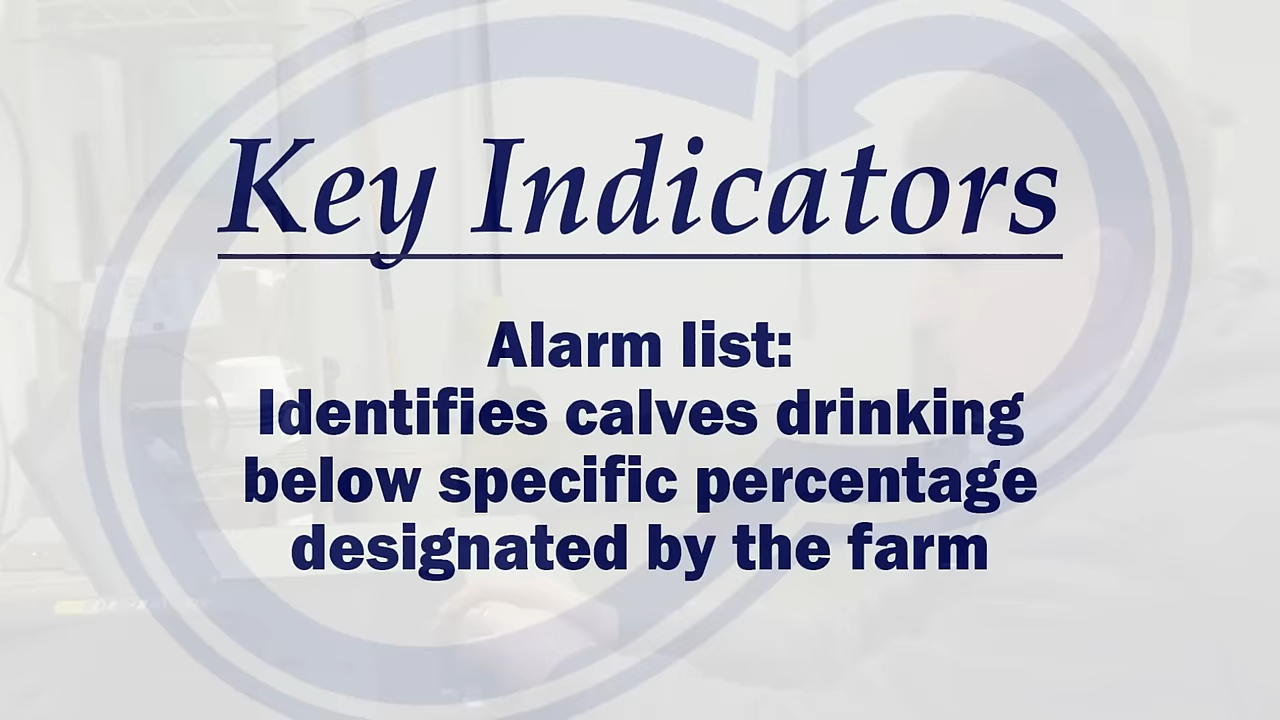 Key Indicators
Alarm list:
Identifies calves drinking
below specific percentage
designated by the farm